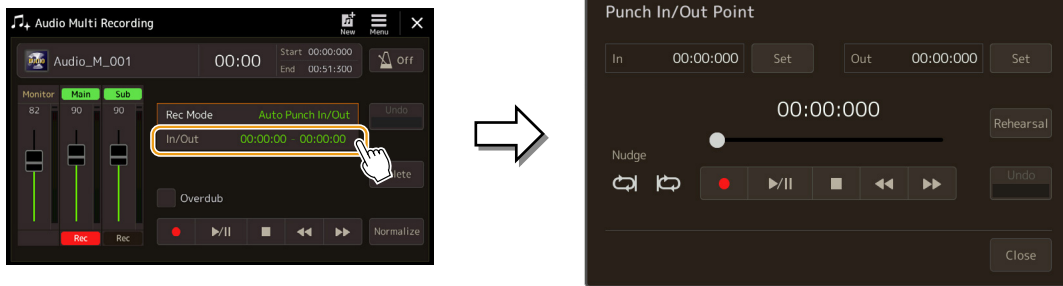 Audio Multi Recording
New
Menu
Audio_M_001
00:00
Start 00:00:000
End 00:51:300
Off
Monitor Main Sub
82 90 90
Rec Mode Auto Punch In/Out
Undo
In/Out 00:00:00 - 00:00:00
lete
Overdub
Rec Rec
Normalize
Punch In/Out Point
In 00:00:000 Set Out 00:00:000 Set
00:00:000
Rehearsal
Nudge
Undo
Close